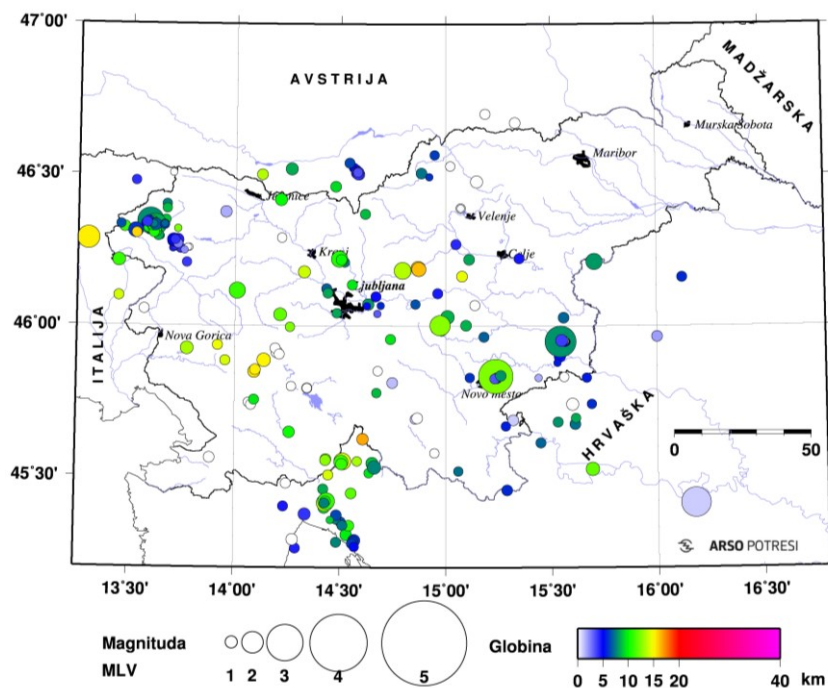 47°00'
46°30'
46°00'
45°30'
13°30'
14°00'
14°30'
15°00'
15°30'
16°00'
16°30'
AVSTRIJA
MADŽARSKA
ITALIJA
HRVAŠKA
Murska Sobota
Maribor
Velenje
Celje
Kranj
Ljubljana
Nova Gorica
Novo mesto
0 50
ARSO POTRESI
Magnituda
MLV
1 2 3 4 5
Globina
0 5 10 15 20 40 km